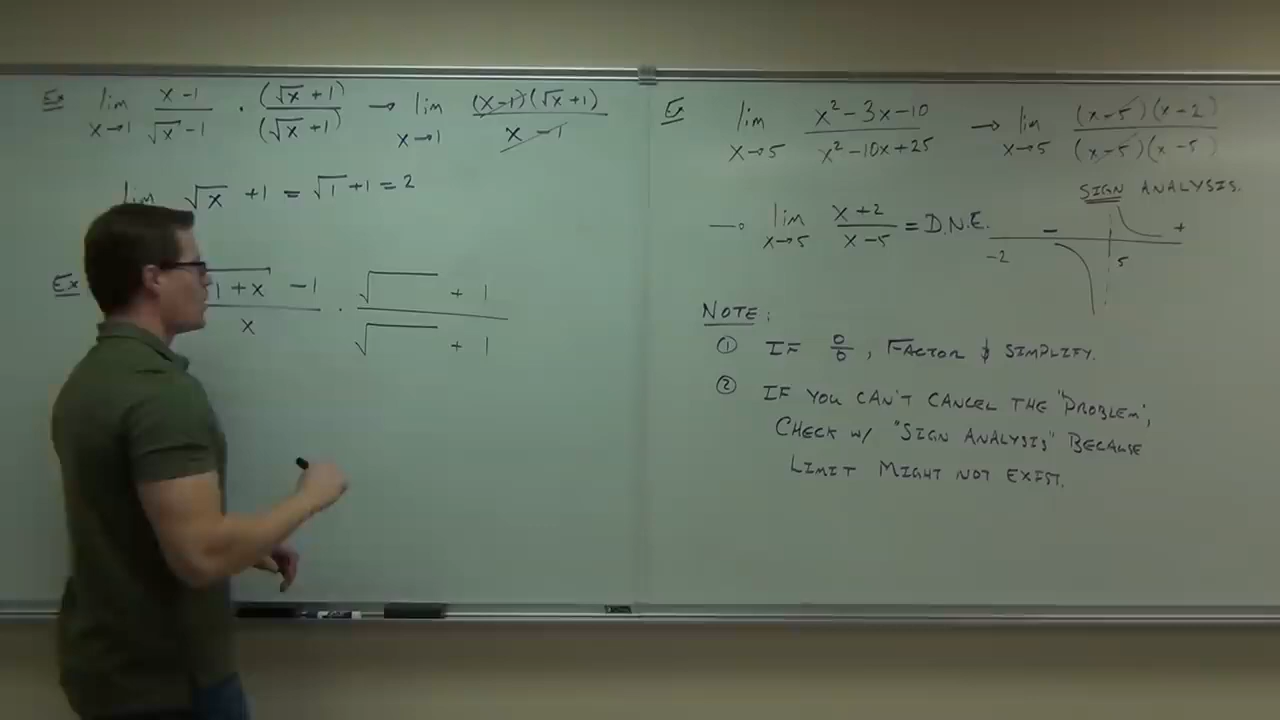 Ex lim x→1 (x-1)/(√x -1) · (√x +1)/(√x +1) → lim x→1 (x-1)(√x +1)/(x-1)
lim √x +1 = √1 +1 = 2
Ex √1+x -1 / x · √ + 1 / √ + 1
Ex lim x→5 (x²-3x-10)/(x²-10x+25) → lim x→5 (x-5)(x-2)/(x-5)(x-5)
SIGN ANALYSIS.
→ lim x→5 (x+2)/(x-5) = D.N.E. - +
-2 5
NOTE:
① IF 0/0, FACTOR & SIMPLIFY.
② IF YOU CAN'T CANCEL THE "PROBLEM",
CHECK W/ "SIGN ANALYSIS" BECAUSE
LIMIT MIGHT NOT EXIST.